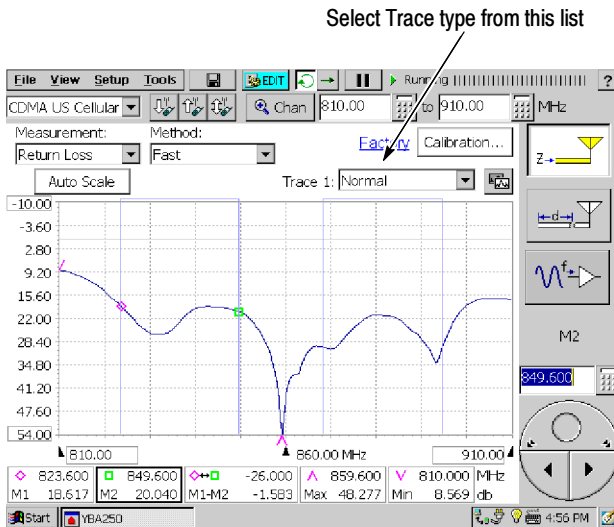 Select Trace type from this list
File View Setup Tools EDIT Running ?
CDMA US Cellular Chan 810.00 to 910.00 MHz
Measurement: Method:
Return Loss Fast Factory Calibration...
Auto Scale Trace 1: Normal
Z
d
f
-10.00
-3.60
2.80
9.20
15.60
22.00
28.40
34.80
41.20
47.60
54.00
810.00 860.00 MHz 910.00
M2
849.600
823.600 849.600 -26.000 859.600 810.000 MHz
M1 18.617 M2 20.040 M1-M2 -1.583 Max 48.277 Min 8.569 db
Start YBA250 4:56 PM